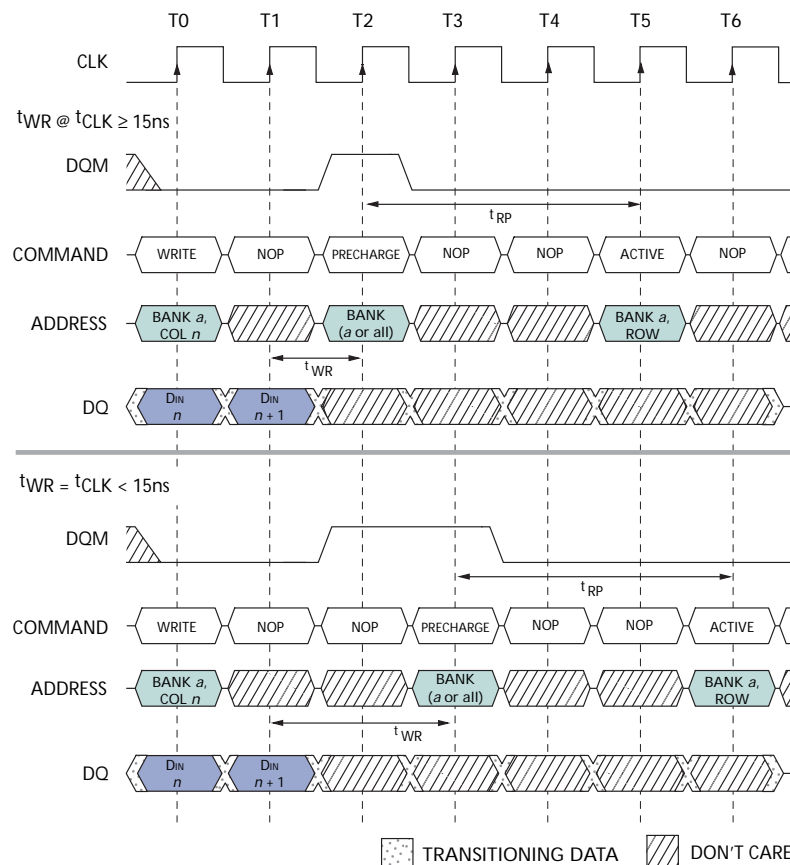 T0 T1 T2 T3 T4 T5 T6
CLK
tWR @ tCLK ≥ 15ns
DQM
tRP
COMMAND WRITE NOP PRECHARGE NOP NOP ACTIVE NOP
ADDRESS BANK a, COL n BANK (a or all) BANK a, ROW
tWR
DQ DIN n DIN n + 1
tWR = tCLK < 15ns
DQM
tRP
COMMAND WRITE NOP NOP PRECHARGE NOP NOP ACTIVE
ADDRESS BANK a, COL n BANK (a or all) BANK a, ROW
tWR
DQ DIN n DIN n + 1
TRANSITIONING DATA DON'T CARE